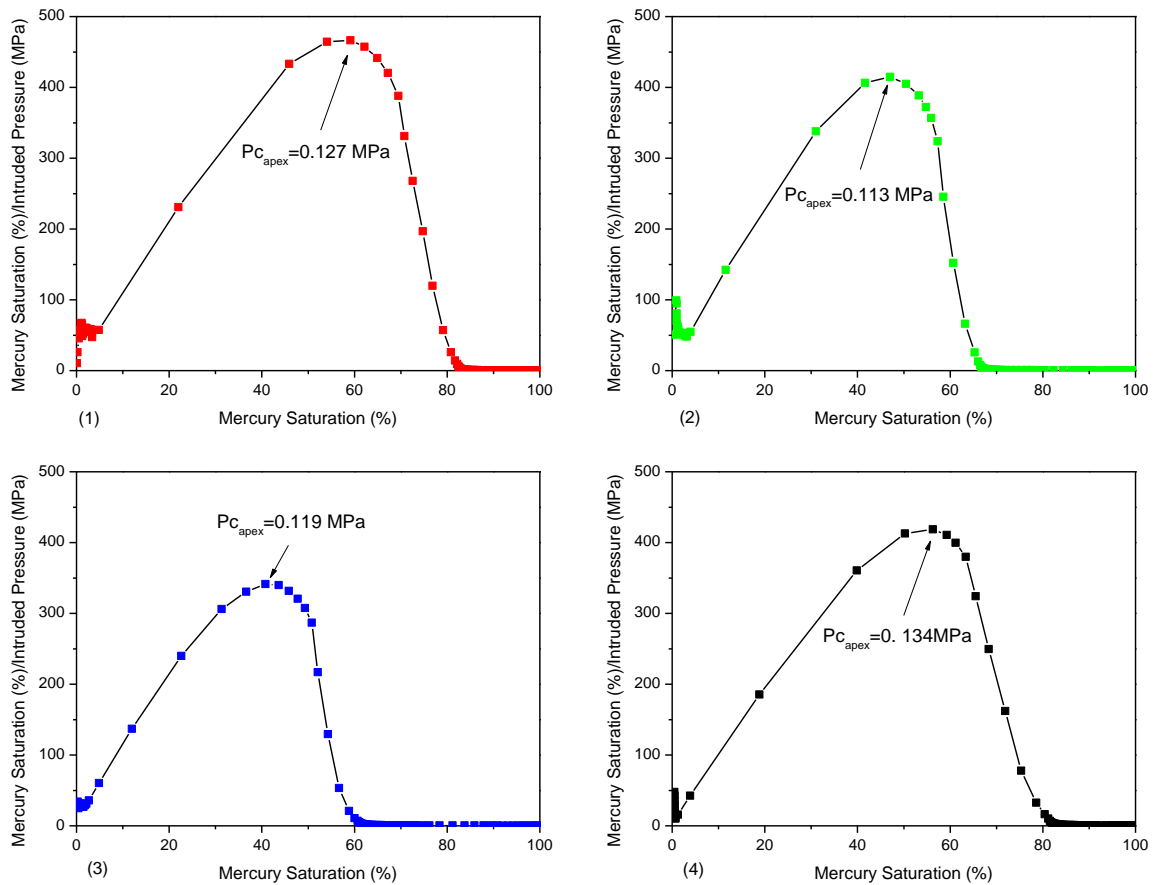 Mercury Saturation (%)/Intruded Pressure (MPa)
500
400
300
200
100
0
Pc_apex=0.127 MPa
0 20 40 60 80 100
(1) Mercury Saturation (%)
Mercury Saturation (%)/Intruded Pressure (MPa)
500
400
300
200
100
0
Pc_apex=0.113 MPa
0 20 40 60 80 100
(2) Mercury Saturation (%)
Mercury Saturation (%)/Intruded Pressure (MPa)
500
400
300
200
100
0
Pc_apex=0.119 MPa
0 20 40 60 80 100
(3) Mercury Saturation (%)
Mercury Saturation (%)/Intruded Pressure (MPa)
500
400
300
200
100
0
Pc_apex=0. 134MPa
0 20 40 60 80 100
(4) Mercury Saturation (%)